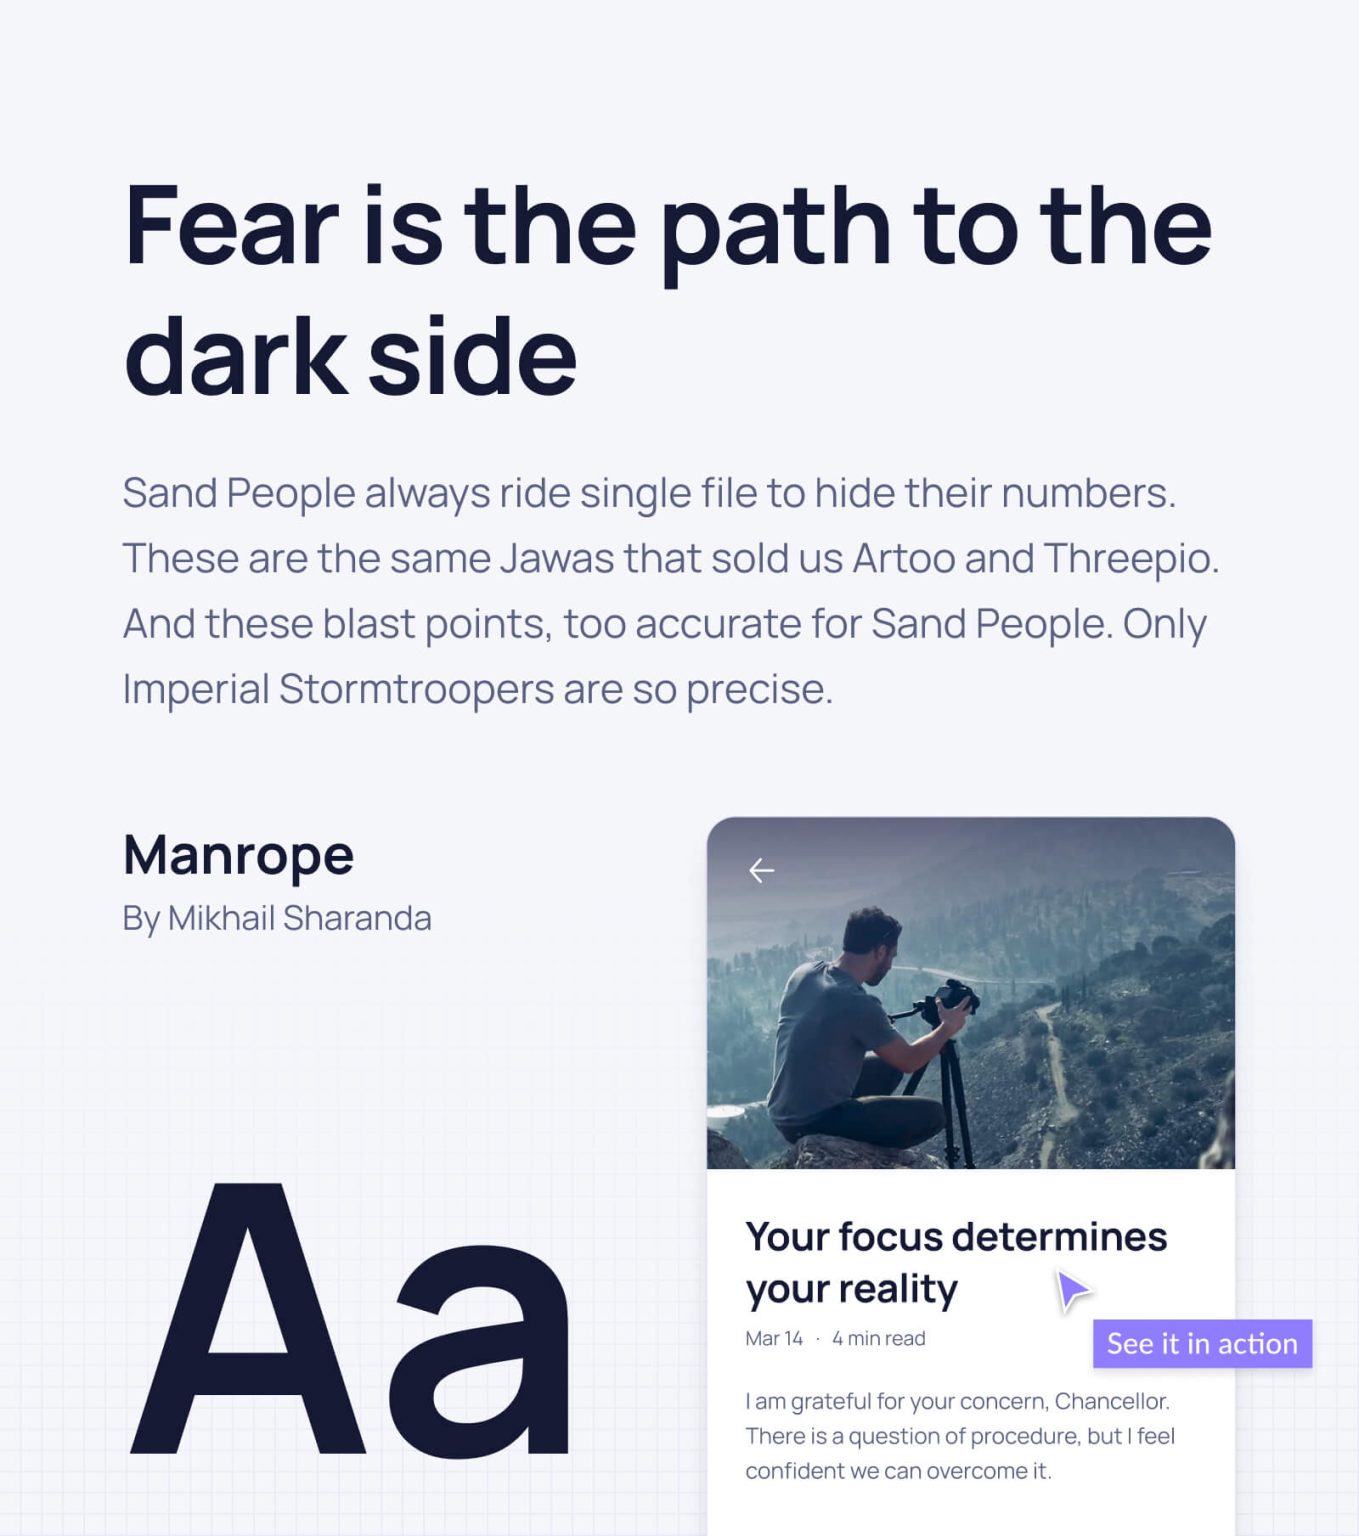 Fear is the path to the
dark side
Sand People always ride single file to hide their numbers.
These are the same Jawas that sold us Artoo and Threepio.
And these blast points, too accurate for Sand People. Only
Imperial Stormtroopers are so precise.
Manrope
By Mikhail Sharanda
Aa
Your focus determines
your reality
Mar 14 · 4 min read
See it in action
I am grateful for your concern, Chancellor.
There is a question of procedure, but I feel
confident we can overcome it.